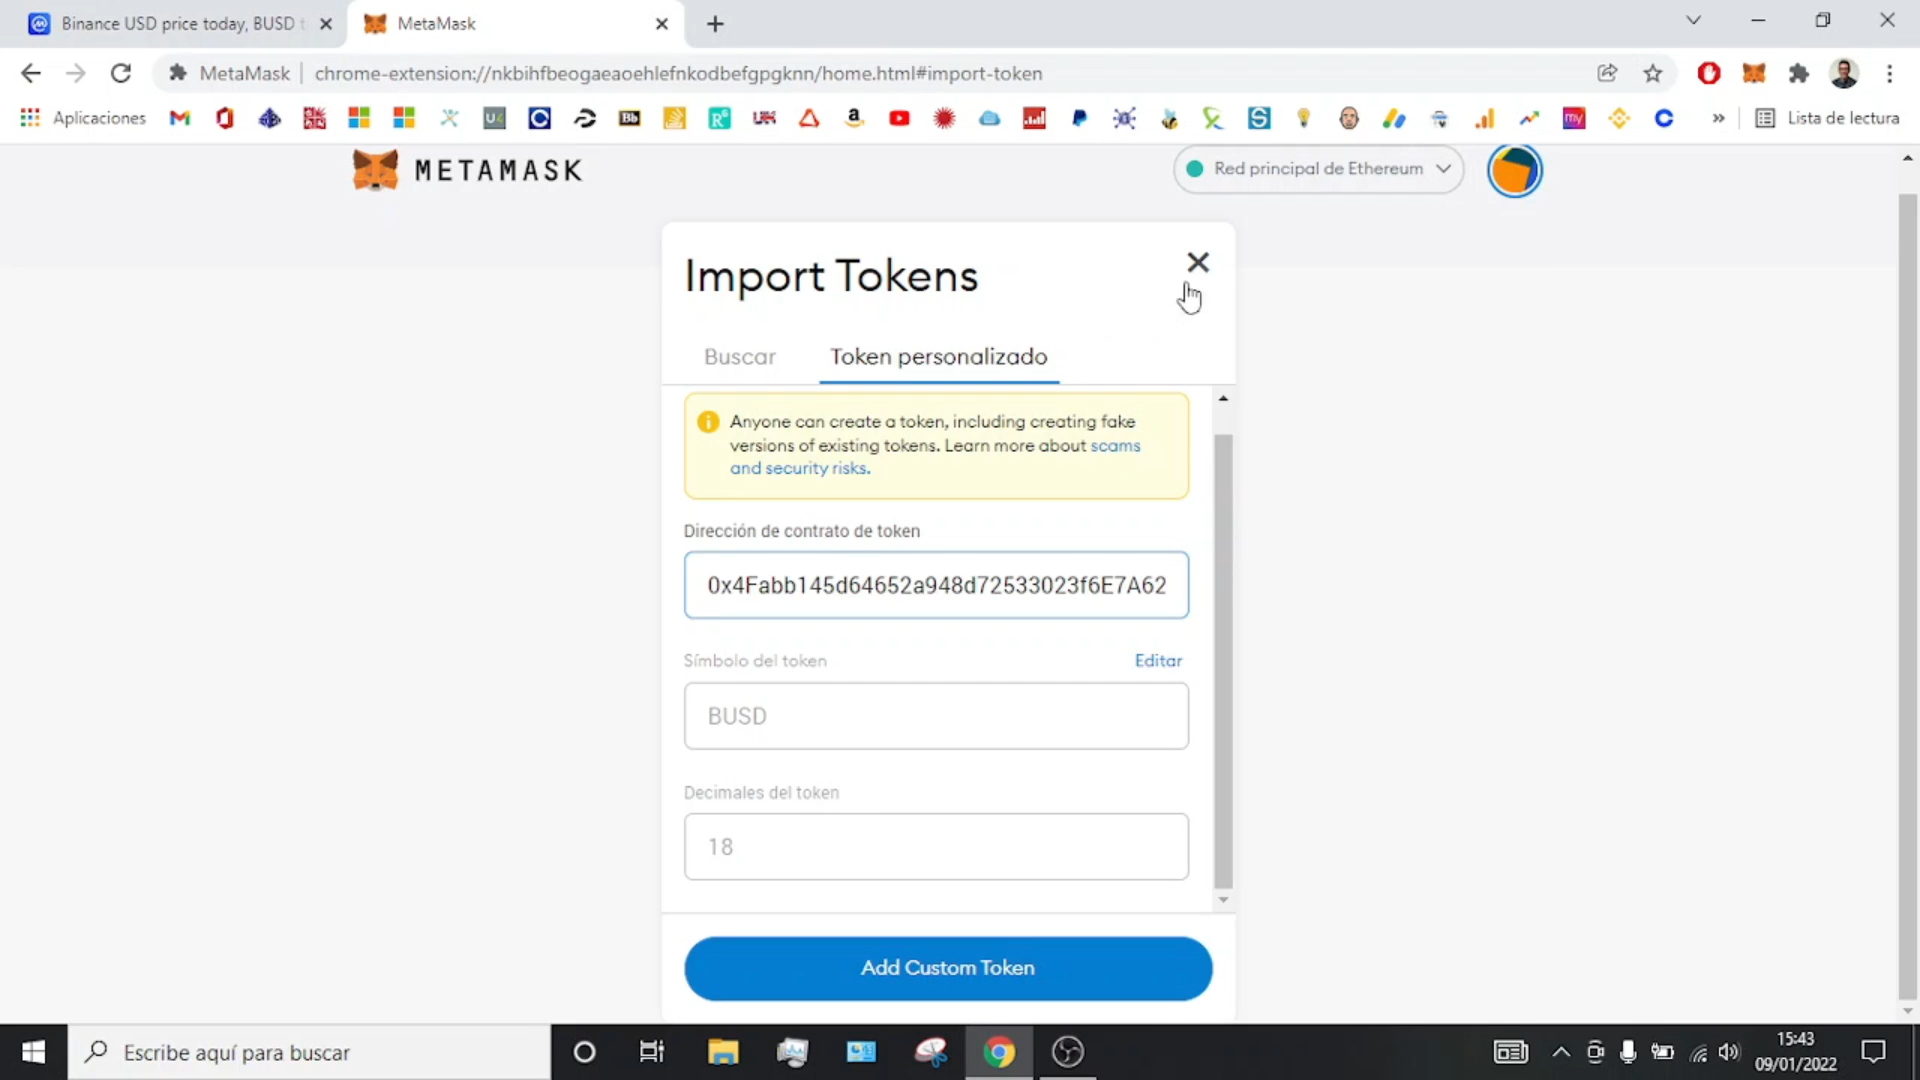 Binance USD price today, BUSD t
MetaMask
MetaMask
chrome-extension://nkbihfbeogaeaoehlefnkodbefgpgknn/home.html#import-token
Aplicaciones
U4
Bb
R
my
»
Lista de lectura
METAMASK
Red principal de Ethereum
Import Tokens
Buscar
Token personalizado
Anyone can create a token, including creating fake
versions of existing tokens. Learn more about scams
and security risks.
Dirección de contrato de token
0x4Fabb145d64652a948d72533023f6E7A62
Símbolo del token
Editar
BUSD
Decimales del token
18
Add Custom Token
Escribe aquí para buscar
15:43
09/01/2022